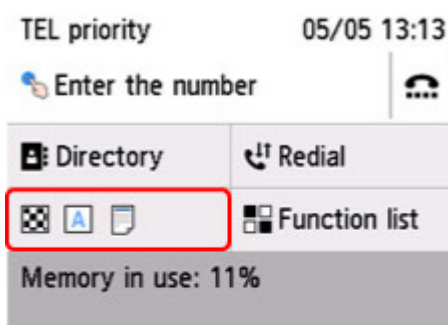 TEL priority 05/05 13:13
Enter the number
Directory Redial
A Function list
Memory in use: 11%